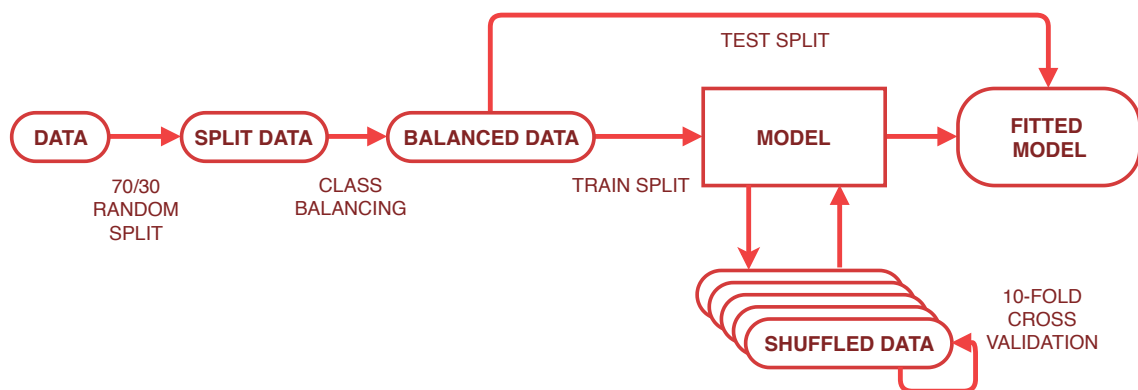 TEST SPLIT
DATA
SPLIT DATA
BALANCED DATA
MODEL
FITTED
MODEL
70/30
RANDOM
SPLIT
CLASS
BALANCING
TRAIN SPLIT
SHUFFLED DATA
10-FOLD
CROSS
VALIDATION